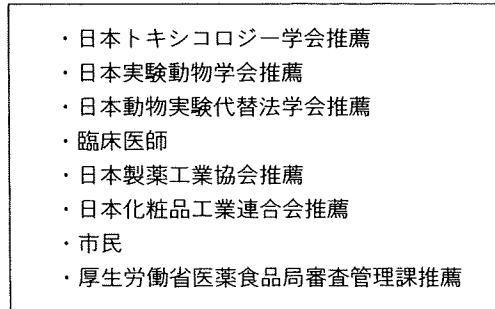 ・日本トキシコロジー学会推薦
・日本実験動物学会推薦
・日本動物実験代替法学会推薦
・臨床医師
・日本製薬工業協会推薦
・日本化粧品工業連合会推薦
・市民
・厚生労働省医薬食品局審査管理課推薦